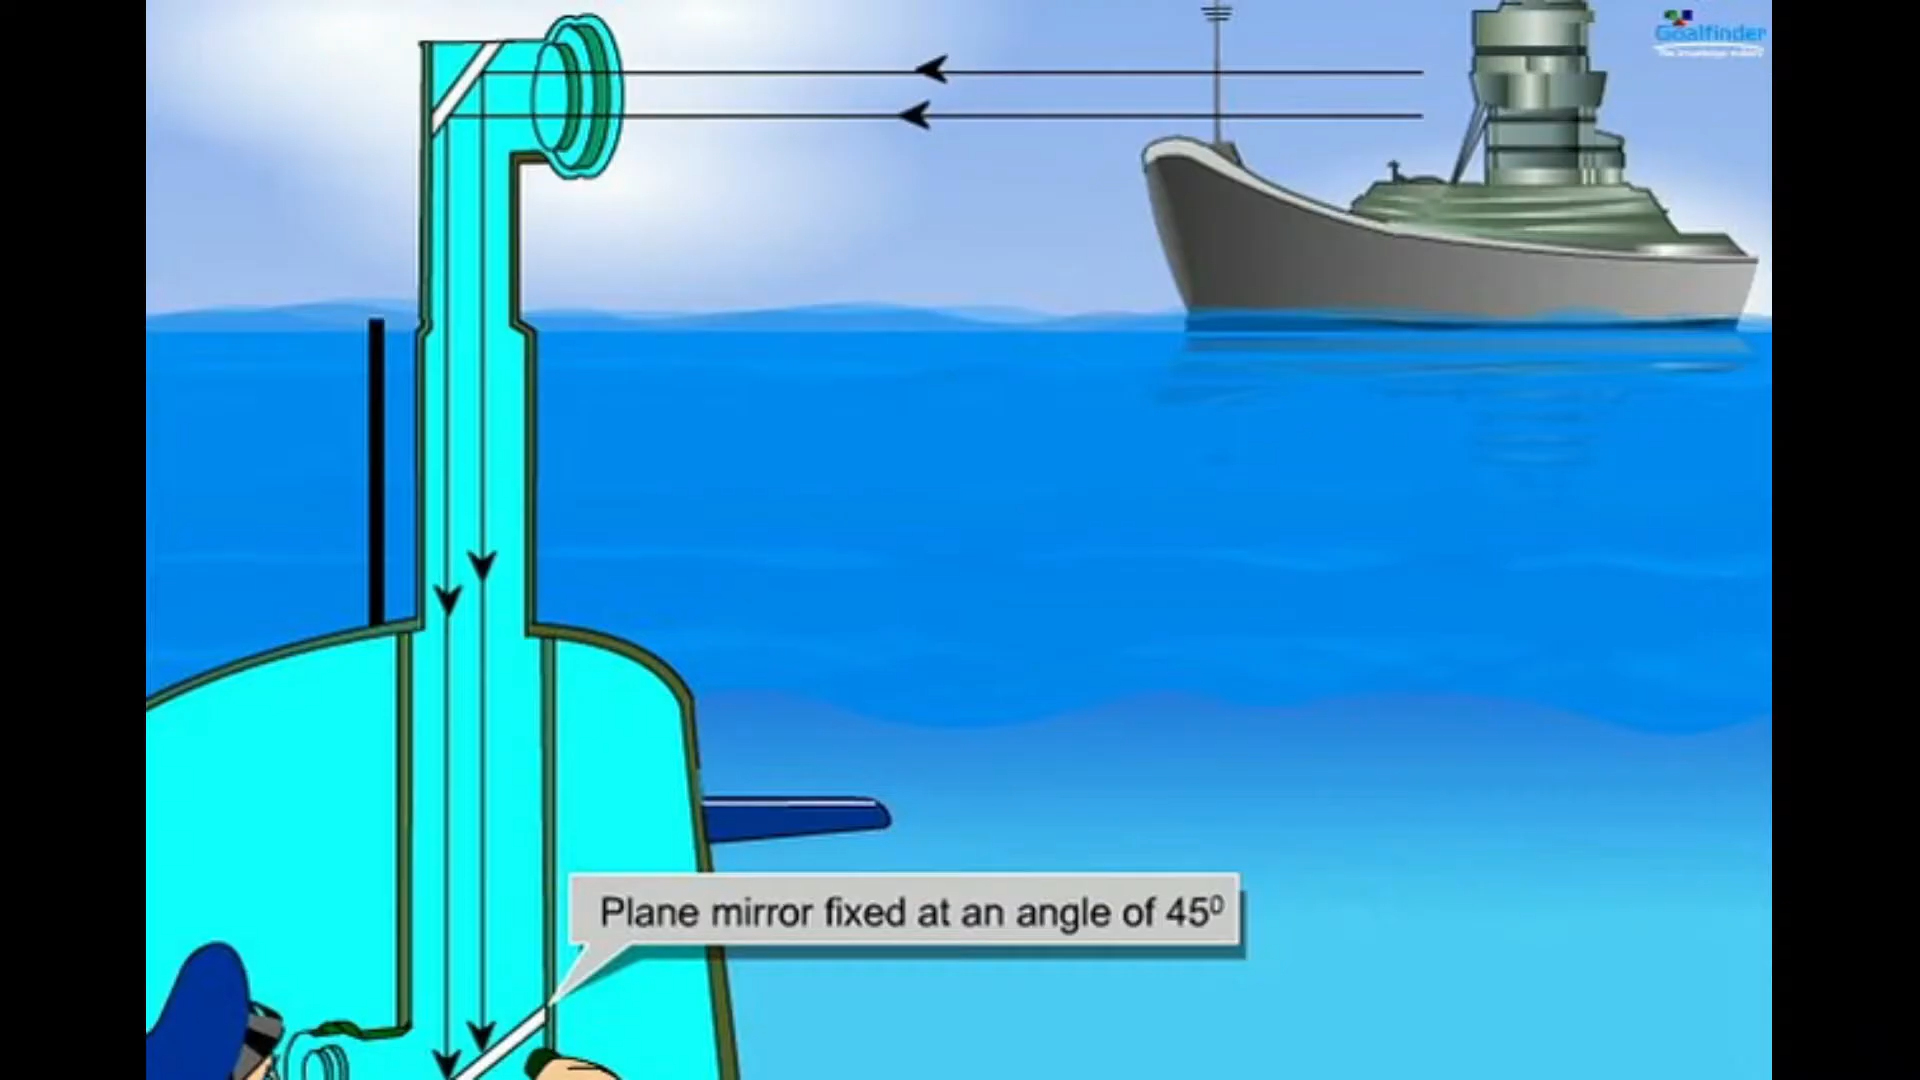 Goalfinder
Plane mirror fixed at an angle of 45⁰